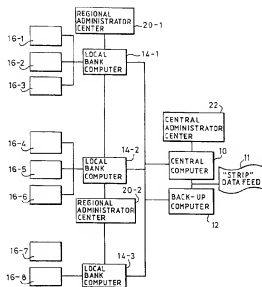 REGIONAL
ADMINISTRATOR
CENTER
20-1
16-1
14-1
16-2
LOCAL
BANK
COMPUTER
16-3
22
CENTRAL
ADMINISTRATOR
CENTER
16-4
14-2
10
11
16-5
LOCAL
BANK
COMPUTER
CENTRAL
COMPUTER
"STRIP"
DATA FEED
16-6
20-2
REGIONAL
ADMINISTRATOR
CENTER
BACK-UP
COMPUTER
12
16-7
14-3
16-8
LOCAL
BANK
COMPUTER